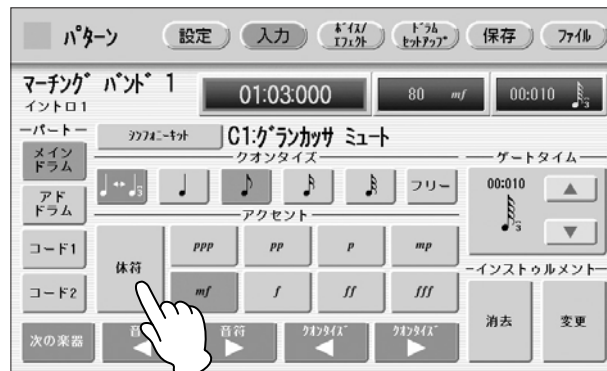 パターン 設定 入力 ボイス/エフェクト ドラムセットアップ 保存 ファイル
マーチング バンド 1
イントロ1
01:03:000 80 mf 00:010
パート
シンフォニーキット C1:グランカッサ ミュート
クオンタイズ
ゲートタイム
メインドラム
3 フリー
00:010
3
アドドラム
アクセント
コード1
休符 ppp pp p mp
インストゥルメント
コード2
mf f ff fff
消去 変更
次の楽器 音符 クオンタイズ クオンタイズ